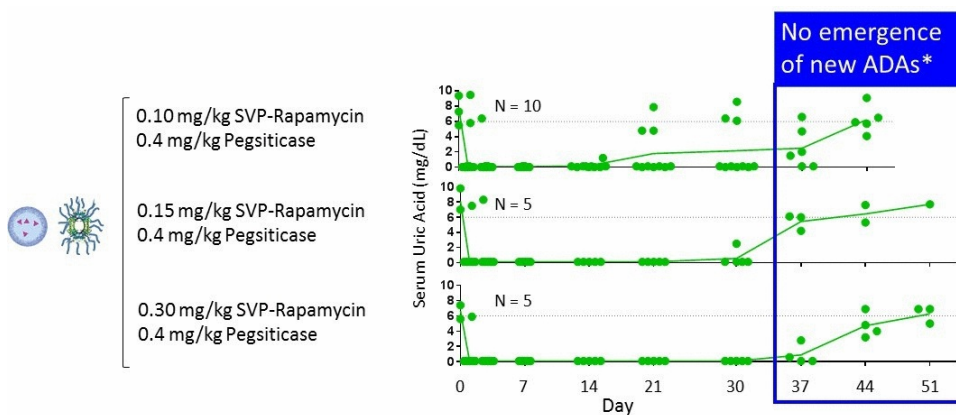 No emergence
of new ADAs*
0.10 mg/kg SVP-Rapamycin
0.4 mg/kg Pegsiticase
0.15 mg/kg SVP-Rapamycin
0.4 mg/kg Pegsiticase
0.30 mg/kg SVP-Rapamycin
0.4 mg/kg Pegsiticase
Serum Uric Acid (mg/dL)
10
8
6
4
2
0
N = 10
10
8
6
4
2
0
N = 5
10
8
6
4
2
0
N = 5
0 7 14 21 30 37 44 51
Day